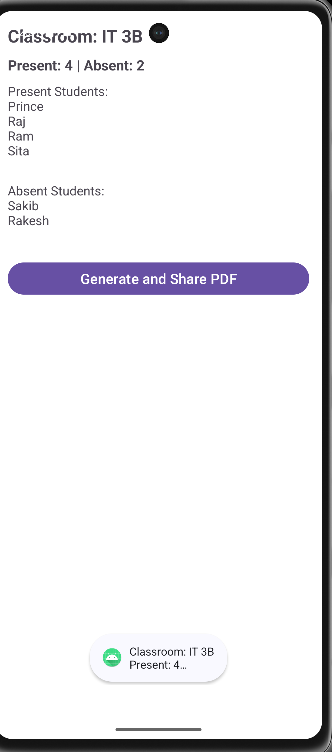 Classroom: IT 3B
Present: 4 | Absent: 2
Present Students:
Prince
Raj
Ram
Sita
Absent Students:
Sakib
Rakesh
Generate and Share PDF
Classroom: IT 3B
Present: 4...